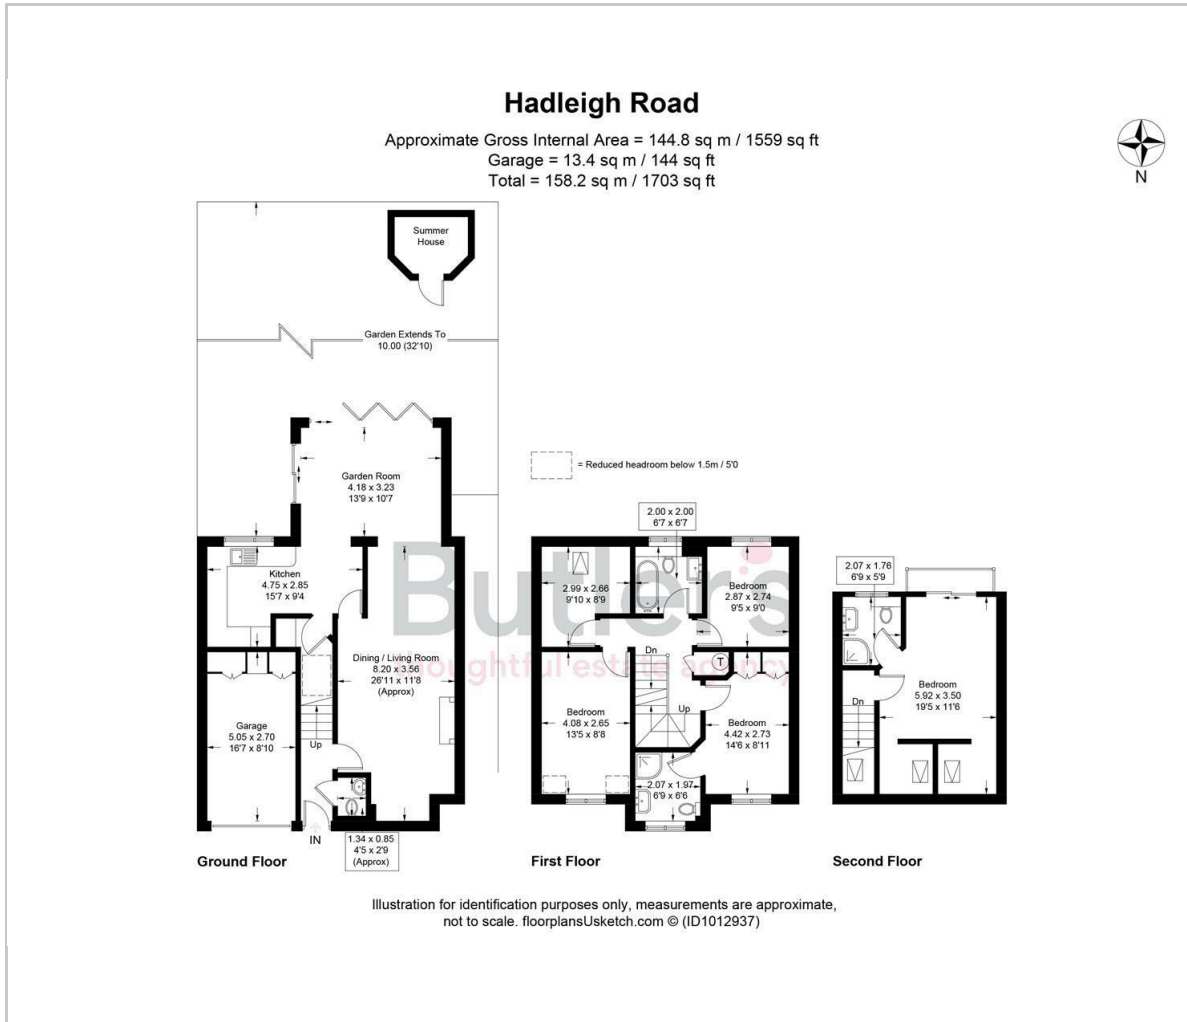 Hadleigh Road
Approximate Gross Internal Area = 144.8 sq m / 1559 sq ft
Garage = 13.4 sq m / 144 sq ft
Total = 158.2 sq m / 1703 sq ft
N
Summer
House
Garden Extends To
10.00 (32'10)
Garden Room
4.18 x 3.23
13'9 x 10'7
Kitchen
4.75 x 2.85
15'7 x 9'4
Dining / Living Room
8.20 x 3.56
26'11 x 11'8
(Approx)
Garage
5.05 x 2.70
16'7 x 8'10
Up
IN
1.34 x 0.85
4'5 x 2'9
(Approx)
Ground Floor
= Reduced headroom below 1.5m / 5'0
2.00 x 2.00
6'7 x 6'7
2.99 x 2.66
9'10 x 8'9
Bedroom
2.87 x 2.74
9'5 x 9'0
Dn
T
Up
Bedroom
4.08 x 2.65
13'5 x 8'8
Bedroom
4.42 x 2.73
14'6 x 8'11
2.07 x 1.97
6'9 x 6'6
First Floor
2.07 x 1.76
6'9 x 5'9
Bedroom
5.92 x 3.50
19'5 x 11'6
Dn
Second Floor
Butler's
thoughtful estate agency
Illustration for identification purposes only, measurements are approximate,
not to scale. floorplansUsketch.com © (ID1012937)